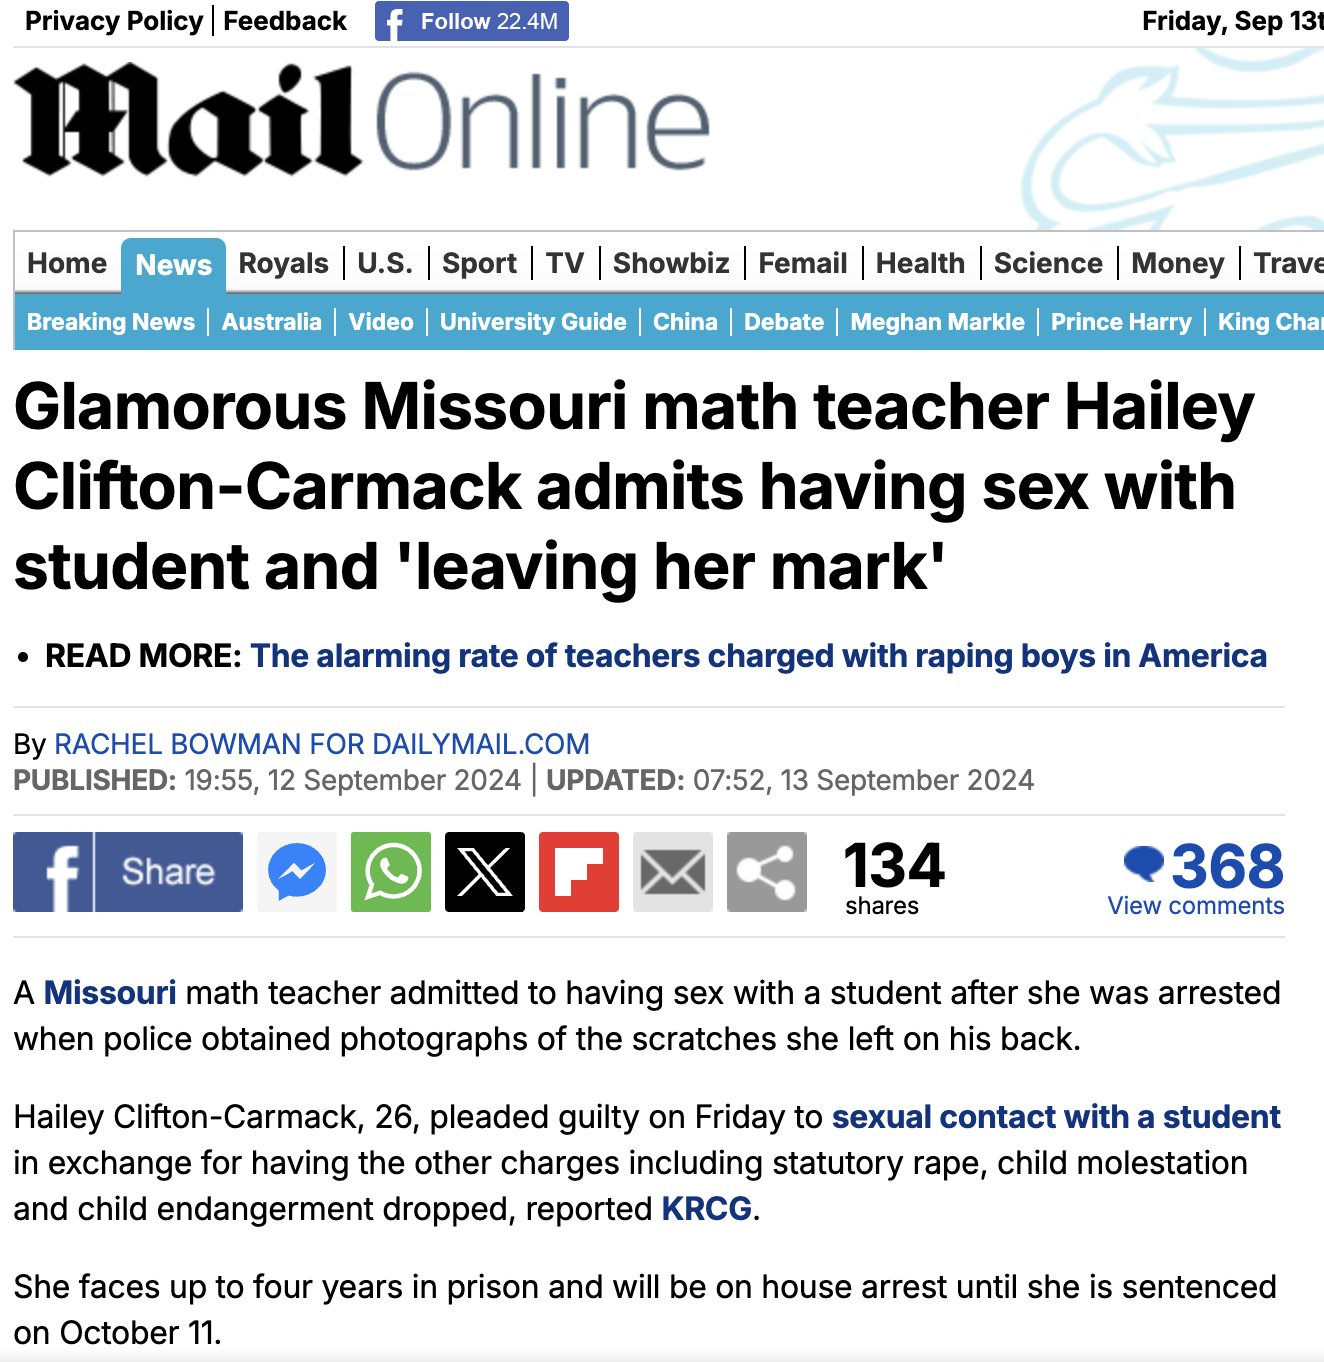 Privacy Policy | Feedback Follow 22.4M Friday, Sep 13t
Mail Online
Home News Royals U.S. Sport TV Showbiz Femail Health Science Money Trave
Breaking News Australia Video University Guide China Debate Meghan Markle Prince Harry King Char
Glamorous Missouri math teacher Hailey
Clifton-Carmack admits having sex with
student and 'leaving her mark'
• READ MORE: The alarming rate of teachers charged with raping boys in America
By RACHEL BOWMAN FOR DAILYMAIL.COM
PUBLISHED: 19:55, 12 September 2024 | UPDATED: 07:52, 13 September 2024
Share 134 368
shares View comments
A Missouri math teacher admitted to having sex with a student after she was arrested
when police obtained photographs of the scratches she left on his back.
Hailey Clifton-Carmack, 26, pleaded guilty on Friday to sexual contact with a student
in exchange for having the other charges including statutory rape, child molestation
and child endangerment dropped, reported KRCG.
She faces up to four years in prison and will be on house arrest until she is sentenced
on October 11.